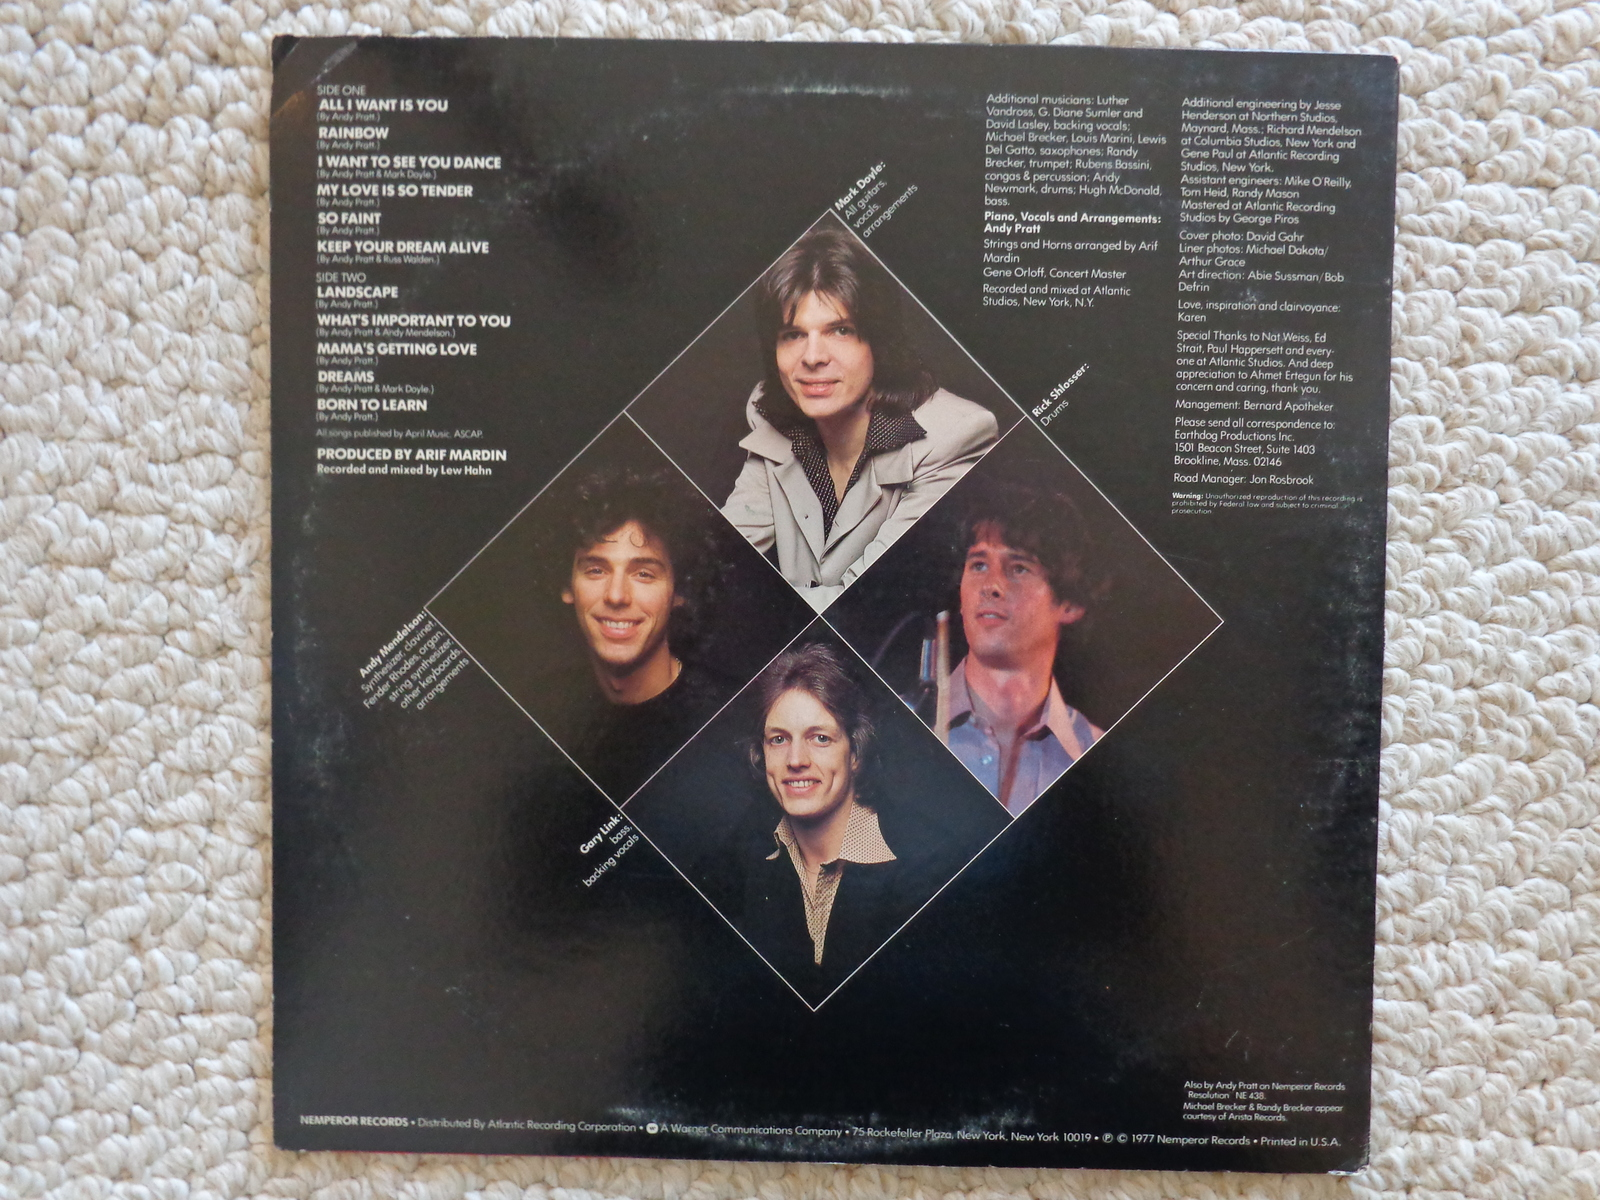 SIDE ONE
ALL I WANT IS YOU
(By Andy Pratt.)
RAINBOW
(By Andy Pratt.)
I WANT TO SEE YOU DANCE
(By Andy Pratt & Mark Doyle.)
MY LOVE IS SO TENDER
(By Andy Pratt.)
SO FAINT
(By Andy Pratt.)
KEEP YOUR DREAM ALIVE
(By Andy Pratt & Russ Walden.)
SIDE TWO
LANDSCAPE
(By Andy Pratt.)
WHAT'S IMPORTANT TO YOU
(By Andy Pratt & Andy Mendelson.)
MAMA'S GETTING LOVE
(By Andy Pratt.)
DREAMS
(By Andy Pratt & Mark Doyle.)
BORN TO LEARN
(By Andy Pratt.)
All songs published by April Music. ASCAP.
PRODUCED BY ARIF MARDIN
Recorded and mixed by Lew Hahn
Mark Doyle:
All guitars,
vocals,
arrangements
Rick Shlosser:
Drums
Andy Mendelson:
Synthesizer, clavinet,
Fender Rhodes, organ,
string synthesizer,
other keyboards,
arrangements
Gary Link:
bass,
backing vocals
Additional musicians: Luther
Vandross, G. Diane Sumler and
David Lasley, backing vocals;
Michael Brecker, Louis Marini, Lewis
Del Gatto, saxophones; Randy
Brecker, trumpet; Rubens Bassini,
congas & percussion; Andy
Newmark, drums; Hugh McDonald,
bass.
Piano, Vocals and Arrangements:
Andy Pratt
Strings and Horns arranged by Arif
Mardin
Gene Orloff, Concert Master
Recorded and mixed at Atlantic
Studios, New York, N.Y.
Additional engineering by Jesse
Henderson at Northern Studios,
Maynard, Mass.; Richard Mendelson
at Columbia Studios, New York and
Gene Paul at Atlantic Recording
Studios, New York.
Assistant engineers: Mike O'Reilly,
Tom Heid, Randy Mason
Mastered at Atlantic Recording
Studios by George Piros
Cover photo: David Gahr
Liner photos: Michael Dakota/
Arthur Grace
Art direction: Abie Sussman/Bob
Defrin
Love, inspiration and clairvoyance:
Karen
Special Thanks to Nat Weiss, Ed
Strait, Paul Happersett and every-
one at Atlantic Studios. And deep
appreciation to Ahmet Ertegun for his
concern and caring, thank you.
Management: Bernard Apotheker
Please send all correspondence to:
Earthdog Productions Inc.
1501 Beacon Street, Suite 1403
Brookline, Mass. 02146
Road Manager: Jon Rosbrook
Warning: Unauthorized reproduction of this recording is
prohibited by Federal law and subject to criminal
prosecution.
Also by Andy Pratt on Nemperor Records
Resolution NE 438.
Michael Brecker & Randy Brecker appear
courtesy of Arista Records.
NEMPEROR RECORDS • Distributed By Atlantic Recording Corporation • A Warner Communications Company • 75 Rockefeller Plaza, New York, New York 10019 • ℗ © 1977 Nemperor Records • Printed in U.S.A.